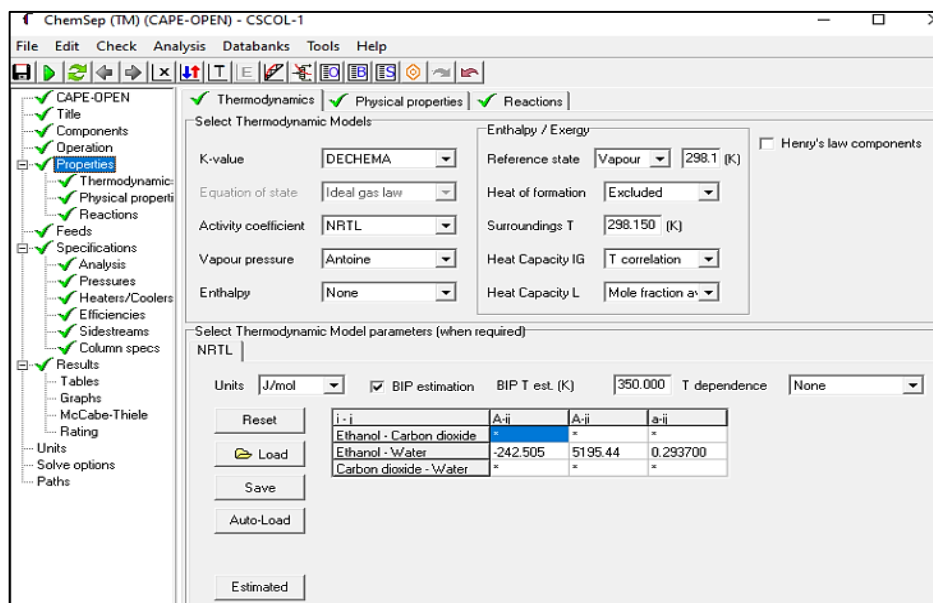 ChemSep (TM) (CAPE-OPEN) - CSCOL-1
File Edit Check Analysis Databanks Tools Help
CAPE-OPEN
Title
Components
Operation
Properties
Thermodynamic
Physical properti
Reactions
Feeds
Specifications
Analysis
Pressures
Heaters/Coolers
Efficiencies
Sidestreams
Column specs
Results
Tables
Graphs
McCabe-Thiele
Rating
Units
Solve options
Paths
Thermodynamics Physical properties Reactions
Select Thermodynamic Models
K-value DECHEMA
Equation of state Ideal gas law
Activity coefficient NRTL
Vapour pressure Antoine
Enthalpy None
Enthalpy / Exergy
Reference state Vapour 298.1 (K)
Heat of formation Excluded
Surroundings T 298.150 (K)
Heat Capacity IG T correlation
Heat Capacity L Mole fraction a
Henry's law components
Select Thermodynamic Model parameters (when required)
NRTL
Units J/mol BIP estimation BIP T est. (K) 350.000 T dependence None
Reset
Load
Save
Auto-Load
Estimated
i - j A-ij A-ji a-ij
Ethanol - Carbon dioxide * * *
Ethanol - Water -242.505 5195.44 0.293700
Carbon dioxide - Water * * *